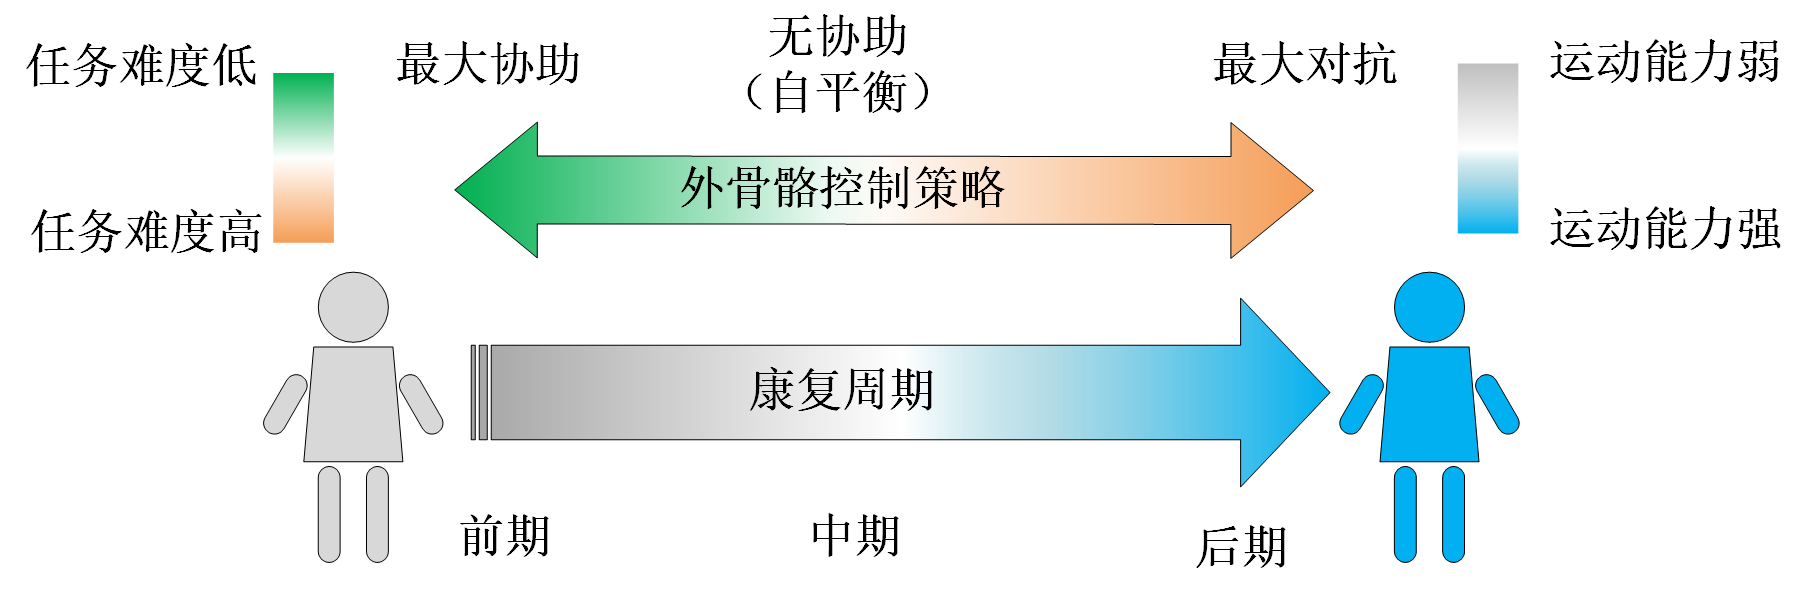 任务难度低
最大协助
无协助
（自平衡）
最大对抗
运动能力弱
外骨骼控制策略
任务难度高
运动能力强
康复周期
前期
中期
后期